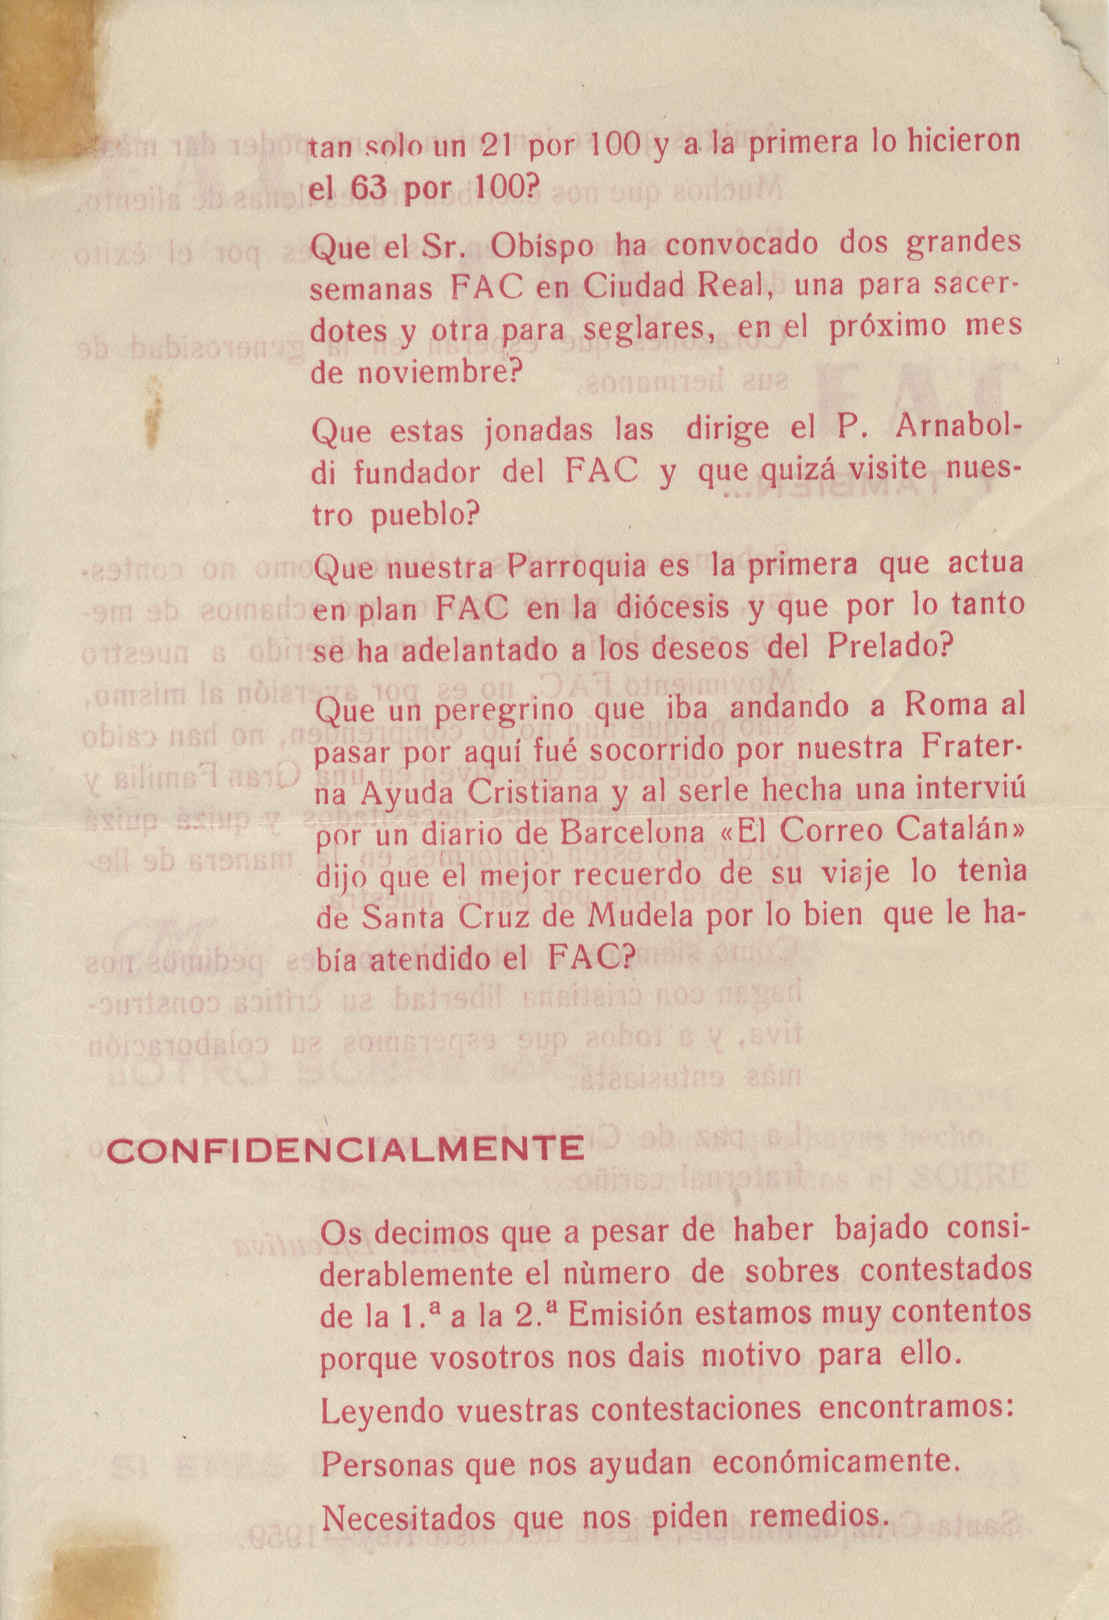 tan solo un 21 por 100 y a la primera lo hicieron
el 63 por 100?
Que el Sr. Obispo ha convocado dos grandes
semanas FAC en Ciudad Real, una para sacer-
dotes y otra para seglares, en el próximo mes
de noviembre?
Que estas jonadas las dirige el P. Arnabol-
di fundador del FAC y que quizá visite nues-
tro pueblo?
Que nuestra Parroquia es la primera que actua
en plan FAC en la diócesis y que por lo tanto
se ha adelantado a los deseos del Prelado?
Que un peregrino que iba andando a Roma al
pasar por aquí fué socorrido por nuestra Frater-
na Ayuda Cristiana y al serle hecha una interviú
por un diario de Barcelona «El Correo Catalán»
dijo que el mejor recuerdo de su viaje lo tenìa
de Santa Cruz de Mudela por lo bien que le ha-
bía atendido el FAC?
CONFIDENCIALMENTE
Os decimos que a pesar de haber bajado consi-
derablemente el nùmero de sobres contestados
de la 1.ª a la 2.ª Emisión estamos muy contentos
porque vosotros nos dais motivo para ello.
Leyendo vuestras contestaciones encontramos:
Personas que nos ayudan económicamente.
Necesitados que nos piden remedios.